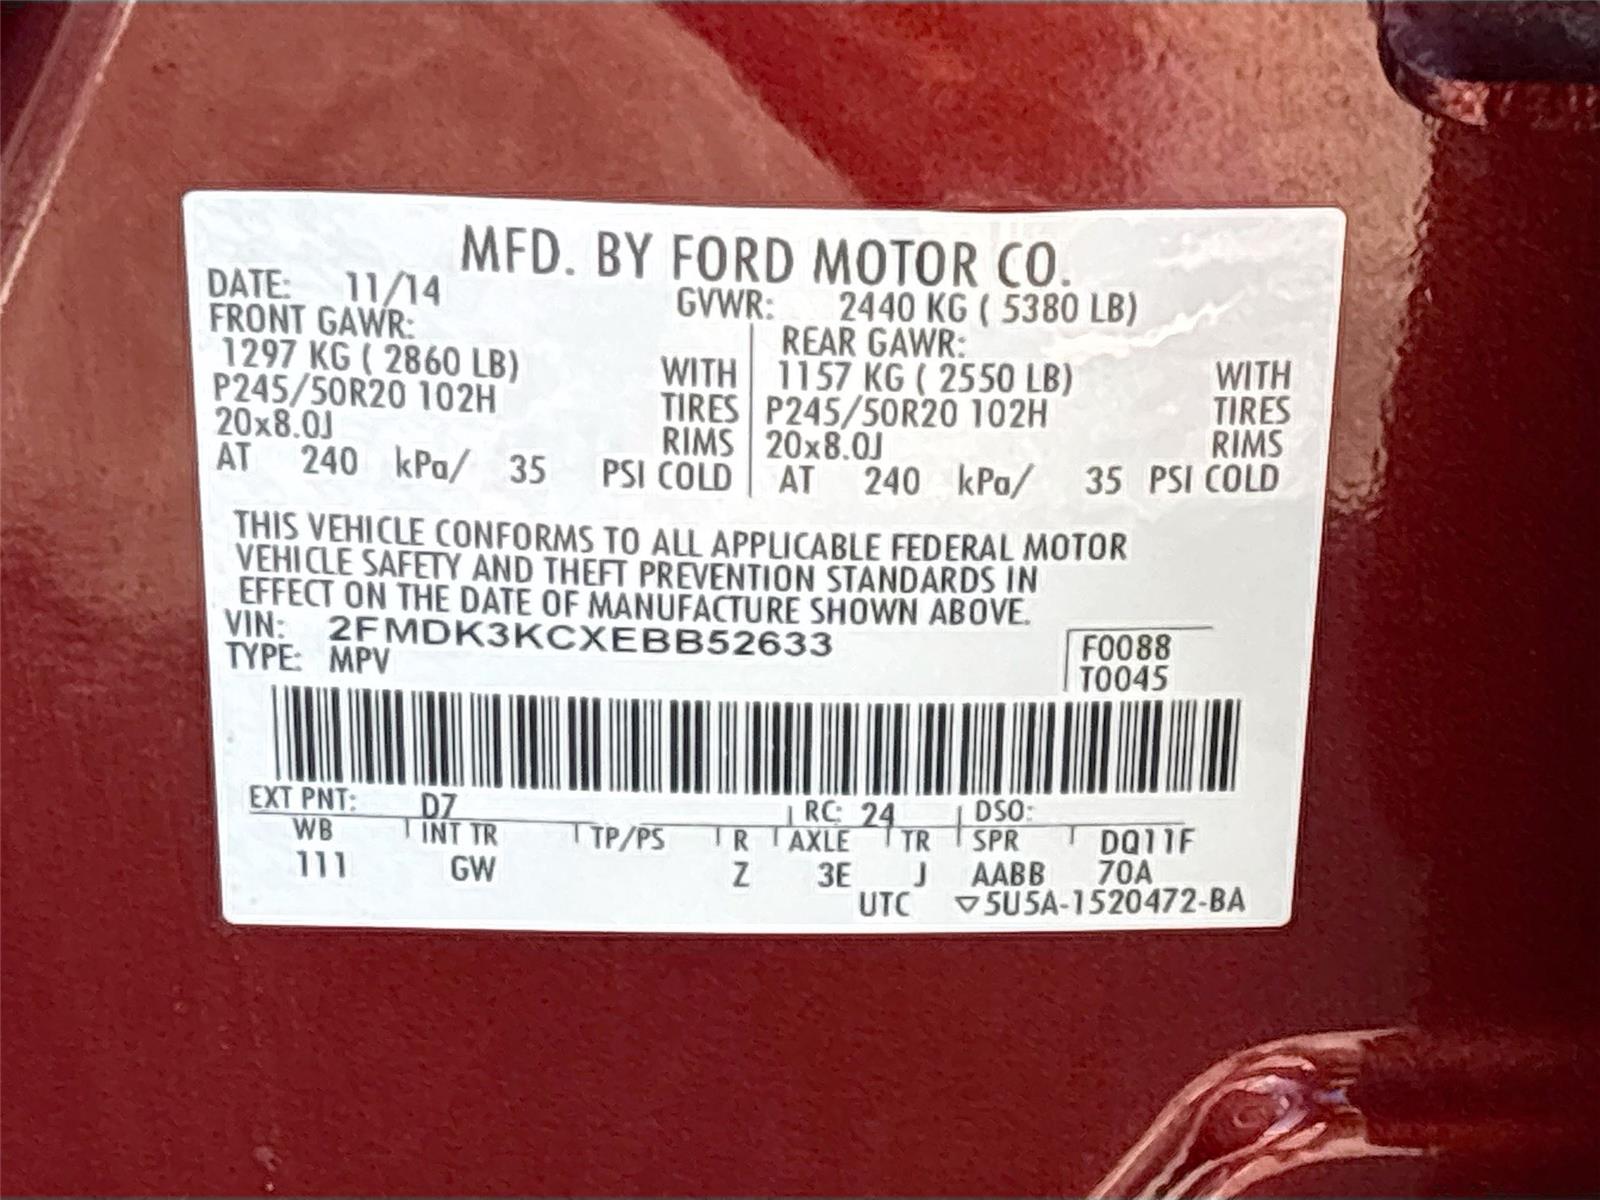 MFD. BY FORD MOTOR CO.
DATE: 11/14 GVWR: 2440 KG ( 5380 LB)
FRONT GAWR: REAR GAWR:
1297 KG ( 2860 LB) WITH 1157 KG ( 2550 LB) WITH
P245/50R20 102H TIRES P245/50R20 102H TIRES
20x8.0J RIMS 20x8.0J RIMS
AT 240 kPa/ 35 PSI COLD AT 240 kPa/ 35 PSI COLD
THIS VEHICLE CONFORMS TO ALL APPLICABLE FEDERAL MOTOR
VEHICLE SAFETY AND THEFT PREVENTION STANDARDS IN
EFFECT ON THE DATE OF MANUFACTURE SHOWN ABOVE.
VIN: 2FMDK3KCXEBB52633 F0088
TYPE: MPV T0045
EXT PNT: D7 RC: 24 DSO:
WB INT TR TP/PS R AXLE TR SPR DQ11F
111 GW Z 3E J AABB 70A
UTC ▽5U5A-1520472-BA